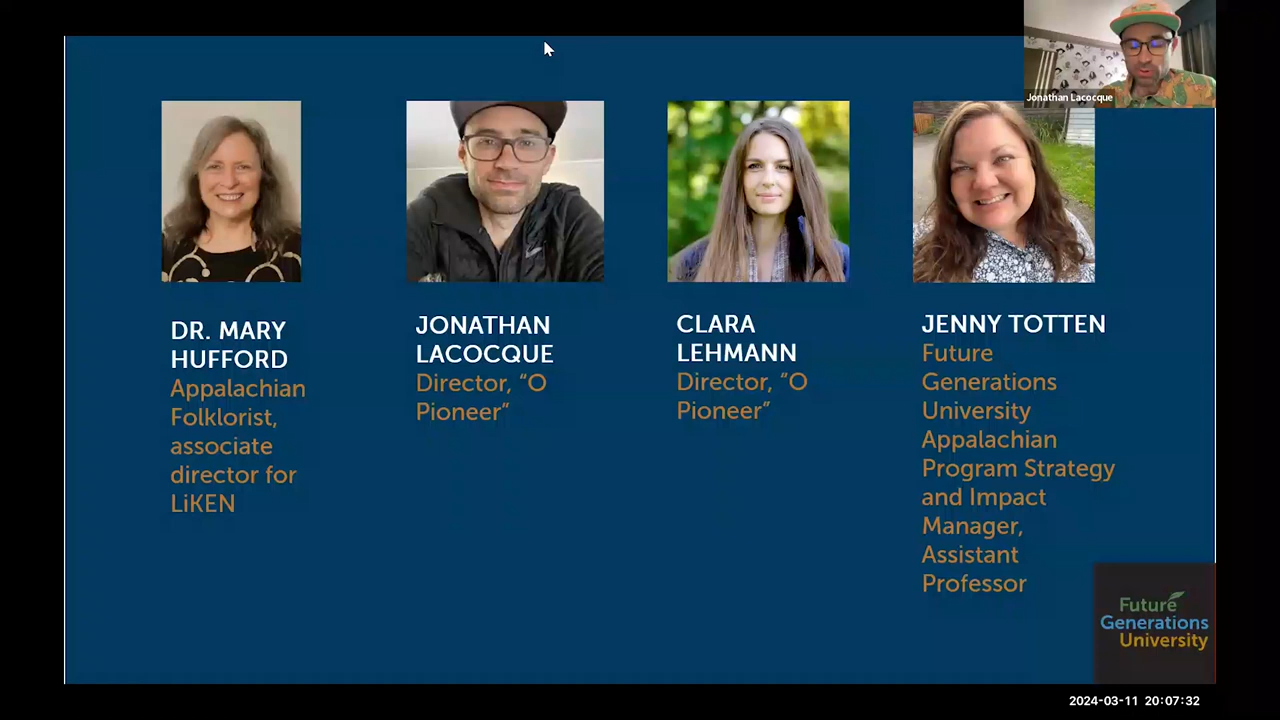 Jonathan Lacocque
DR. MARY
HUFFORD
Appalachian
Folklorist,
associate
director for
LiKEN
JONATHAN
LACOCQUE
Director, “O
Pioneer”
CLARA
LEHMANN
Director, “O
Pioneer”
JENNY TOTTEN
Future
Generations
University
Appalachian
Program Strategy
and Impact
Manager,
Assistant
Professor
Future
Generations
University
2024-03-11 20:07:32